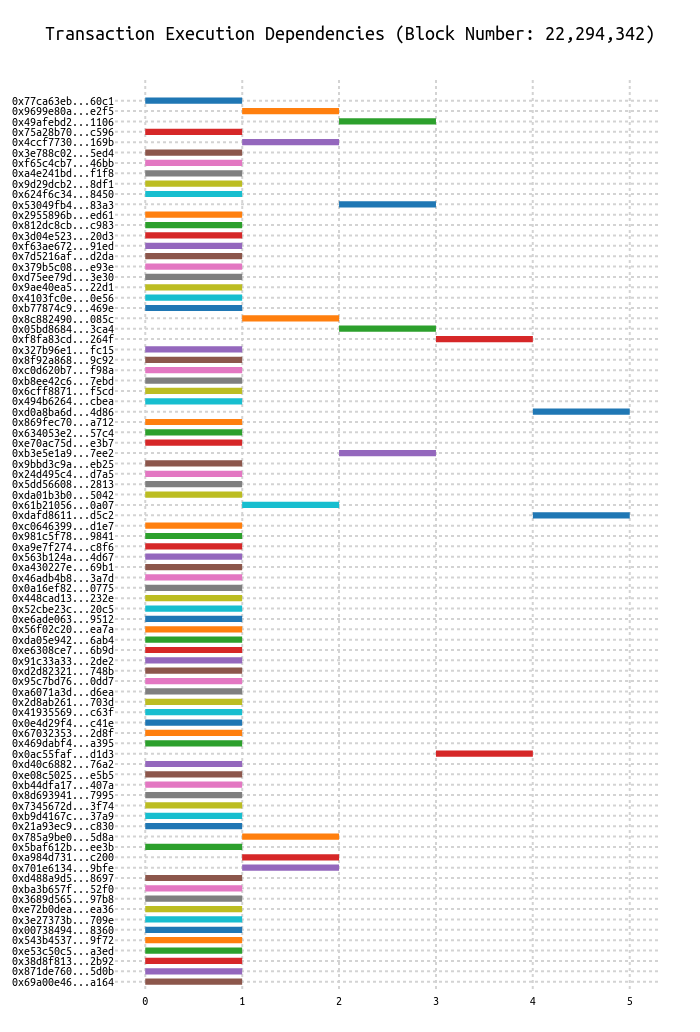 Transaction Execution Dependencies (Block Number: 22,294,342)
0x77ca63eb...60c1
0x9699e80a...e2f5
0x49afebd2...1106
0x75a28b70...c596
0x4ccf7730...169b
0x3e788c02...5ed4
0xf65c4cb7...46bb
0xa4e241bd...f1f8
0x9d29dcb2...8df1
0x624f6c34...8450
0x53049fb4...83a3
0x2955896b...ed61
0x812dc8cb...c983
0x3d04e523...20d3
0xf63ae672...91ed
0x7d5216af...d2da
0x379b5c08...e93e
0xd75ee79d...3e30
0x9ae40ea5...22d1
0x4103fc0e...0e56
0xb77874c9...469e
0x8c882490...085c
0x05bd8684...3ca4
0xf8fa83cd...264f
0x327b96e1...fc15
0x8f92a868...9c92
0xc0d620b7...f98a
0xb8ee42c6...7ebd
0x6cff8871...f5cd
0x494b6264...cbea
0xd0a8ba6d...4d86
0x869fec70...a712
0x634053e2...57c4
0xe70ac75d...e3b7
0xb3e5e1a9...7ee2
0x9bbd3c9a...eb25
0x24d495c4...d7a5
0x5dd56608...2813
0xda01b3b0...5042
0x61b21056...0a07
0xdafd8611...d5c2
0xc0646399...d1e7
0x981c5f78...9841
0xa9e7f274...c8f6
0x563b124a...4d67
0xa430227e...69b1
0x46adb4b8...3a7d
0x0a16ef82...0775
0x448cad13...232e
0x52cbe23c...20c5
0xe6ade063...9512
0x56f02c20...ea7a
0xda05e942...6ab4
0xe6308ce7...6b9d
0x91c33a33...2de2
0xd2d82321...748b
0x95c7bd76...0dd7
0xa6071a3d...d6ea
0x2d8ab261...703d
0x41935569...c63f
0x0e4d29f4...c41e
0x67032353...2d8f
0x469dabf4...a395
0x0ac55faf...d1d3
0xd40c6882...76a2
0xe08c5025...e5b5
0xb44dfa17...407a
0x8d693941...7995
0x7345672d...3f74
0xb9d4167c...37a9
0x21a93ec9...c830
0x785a9be0...5d8a
0x5baf612b...ee3b
0xa984d731...c200
0x701e6134...9bfe
0xd488a9d5...8697
0xba3b657f...52f0
0x3689d565...97b8
0xe72b0dea...ea36
0x3e27373b...709e
0x00738494...8360
0x543b4537...9f72
0xe53c50c5...a3ed
0x38d8f813...2b92
0x871de760...5d0b
0x69a00e46...a164
0 1 2 3 4 5